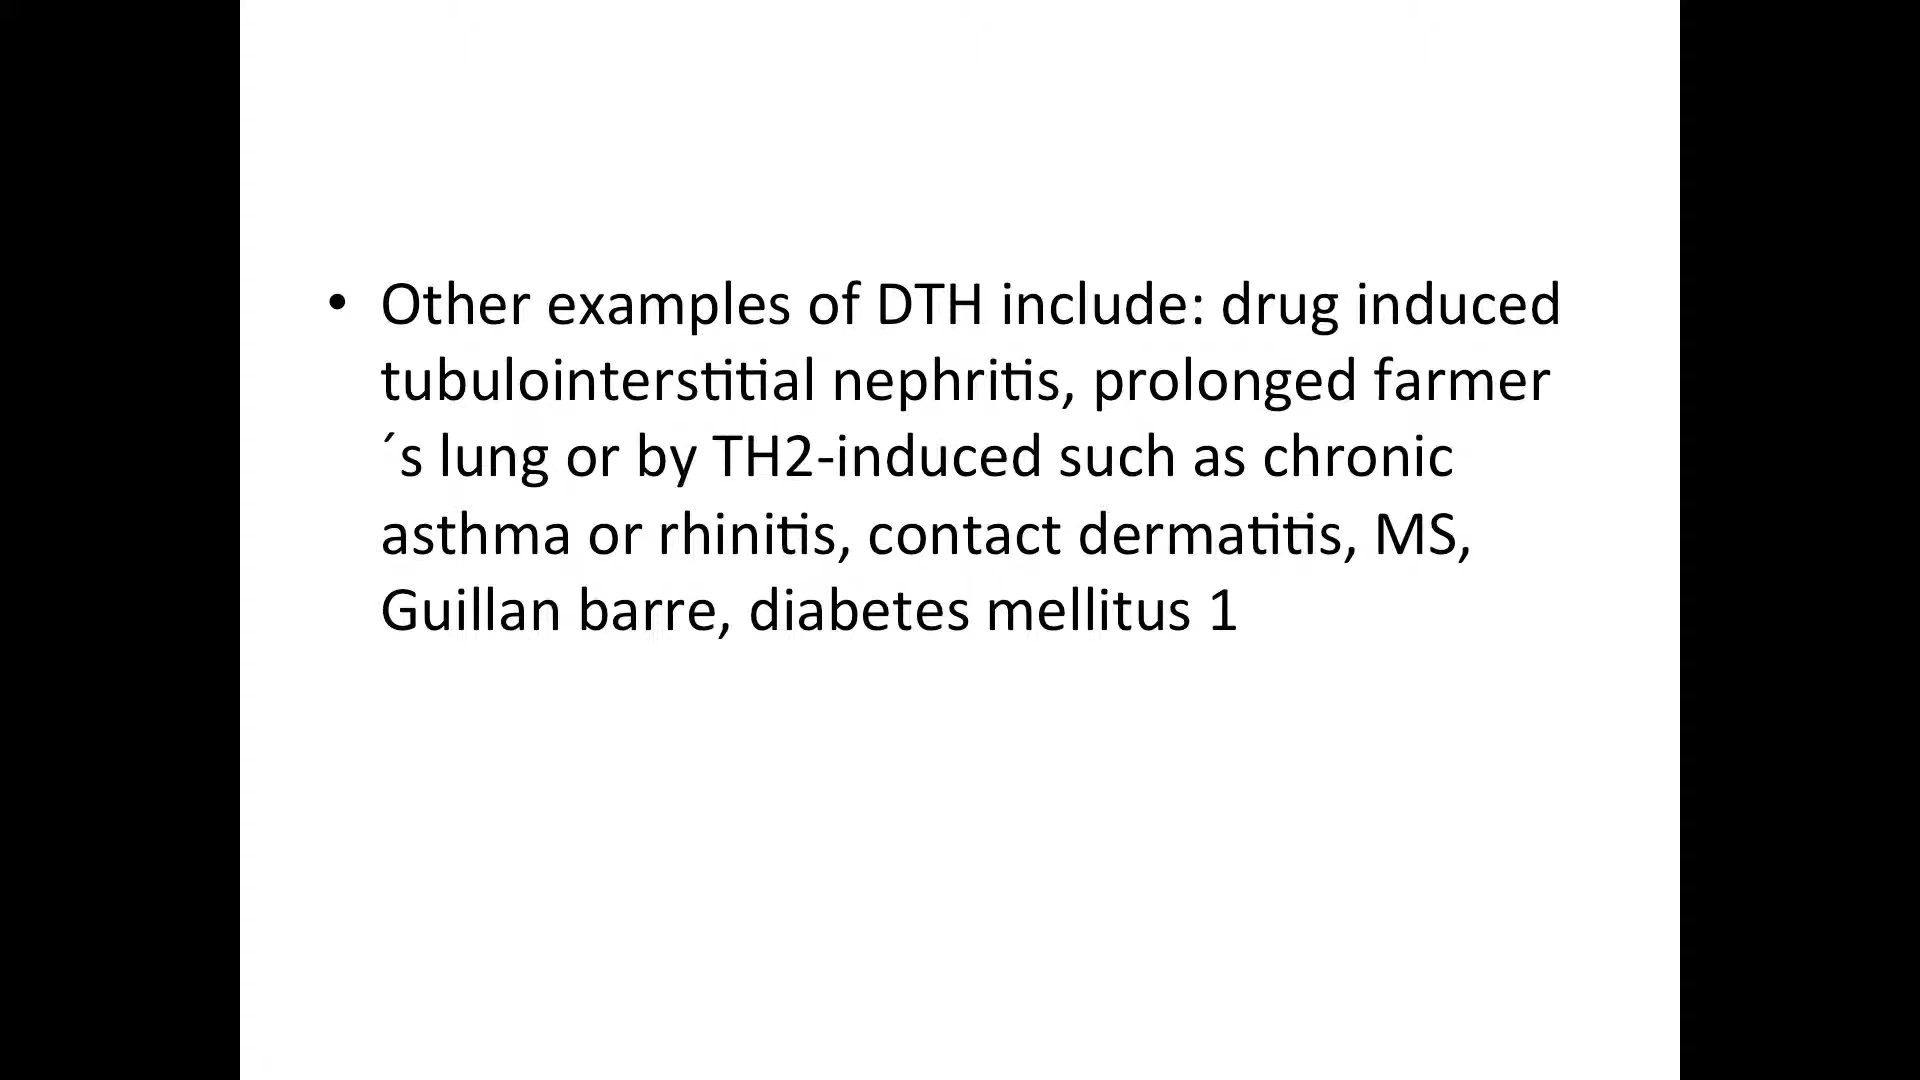 • Other examples of DTH include: drug induced
tubulointerstitial nephritis, prolonged farmer
´s lung or by TH2-induced such as chronic
asthma or rhinitis, contact dermatitis, MS,
Guillan barre, diabetes mellitus 1